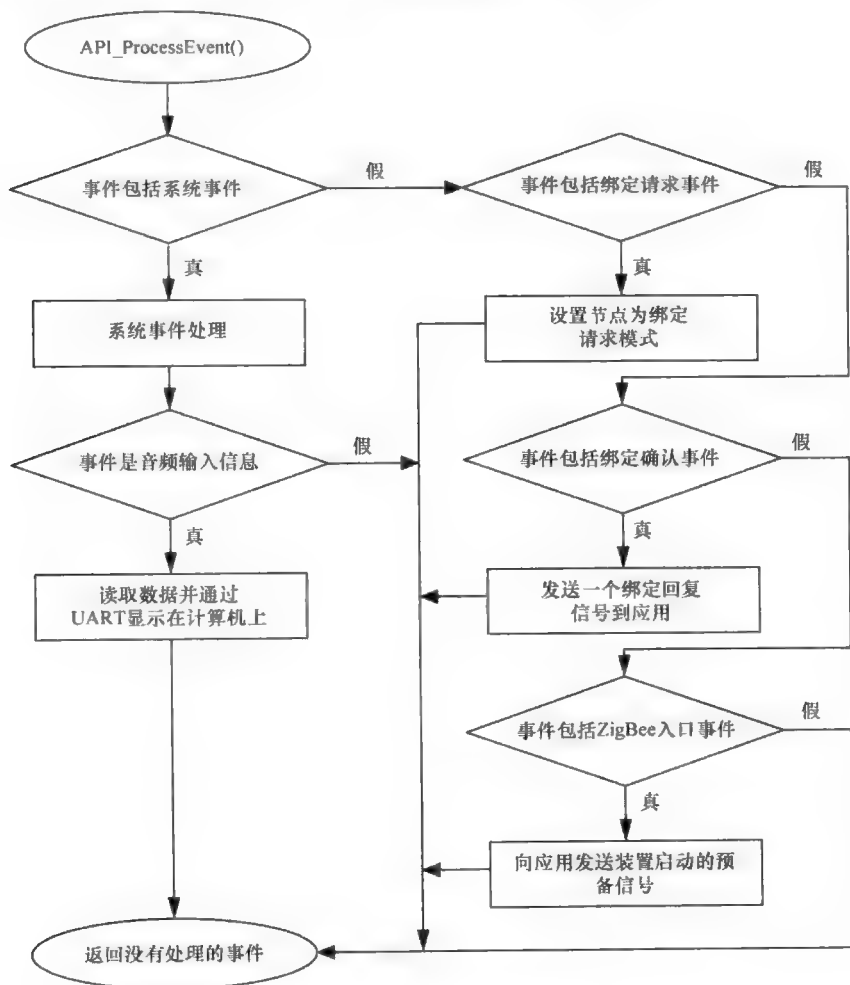 API_ProcessEvent()
事件包括系统事件
假
真
系统事件处理
事件是音频输入信息
假
真
读取数据并通过
UART显示在计算机上
返回没有处理的事件
事件包括绑定请求事件
假
真
设置节点为绑定
请求模式
事件包括绑定确认事件
假
真
发送一个绑定回复
信号到应用
事件包括ZigBee入口事件
假
真
向应用发送装置启动的预
备信号